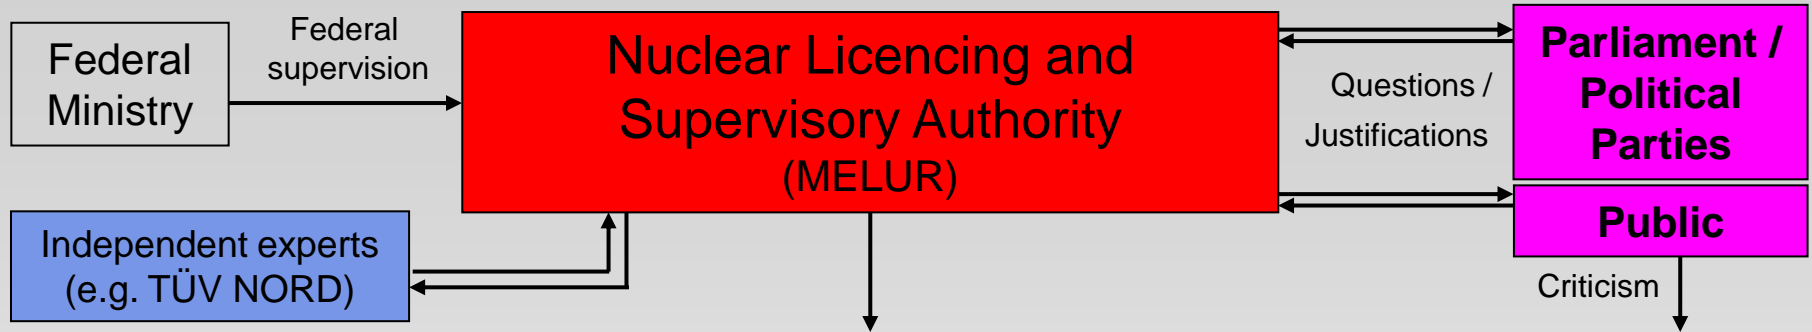 Federal
Ministry
Federal
supervision
Nuclear Licencing and
Supervisory Authority
(MELUR)
Questions /
Justifications
Parliament /
Political
Parties
Public
Independent experts
(e.g. TÜV NORD)
Criticism